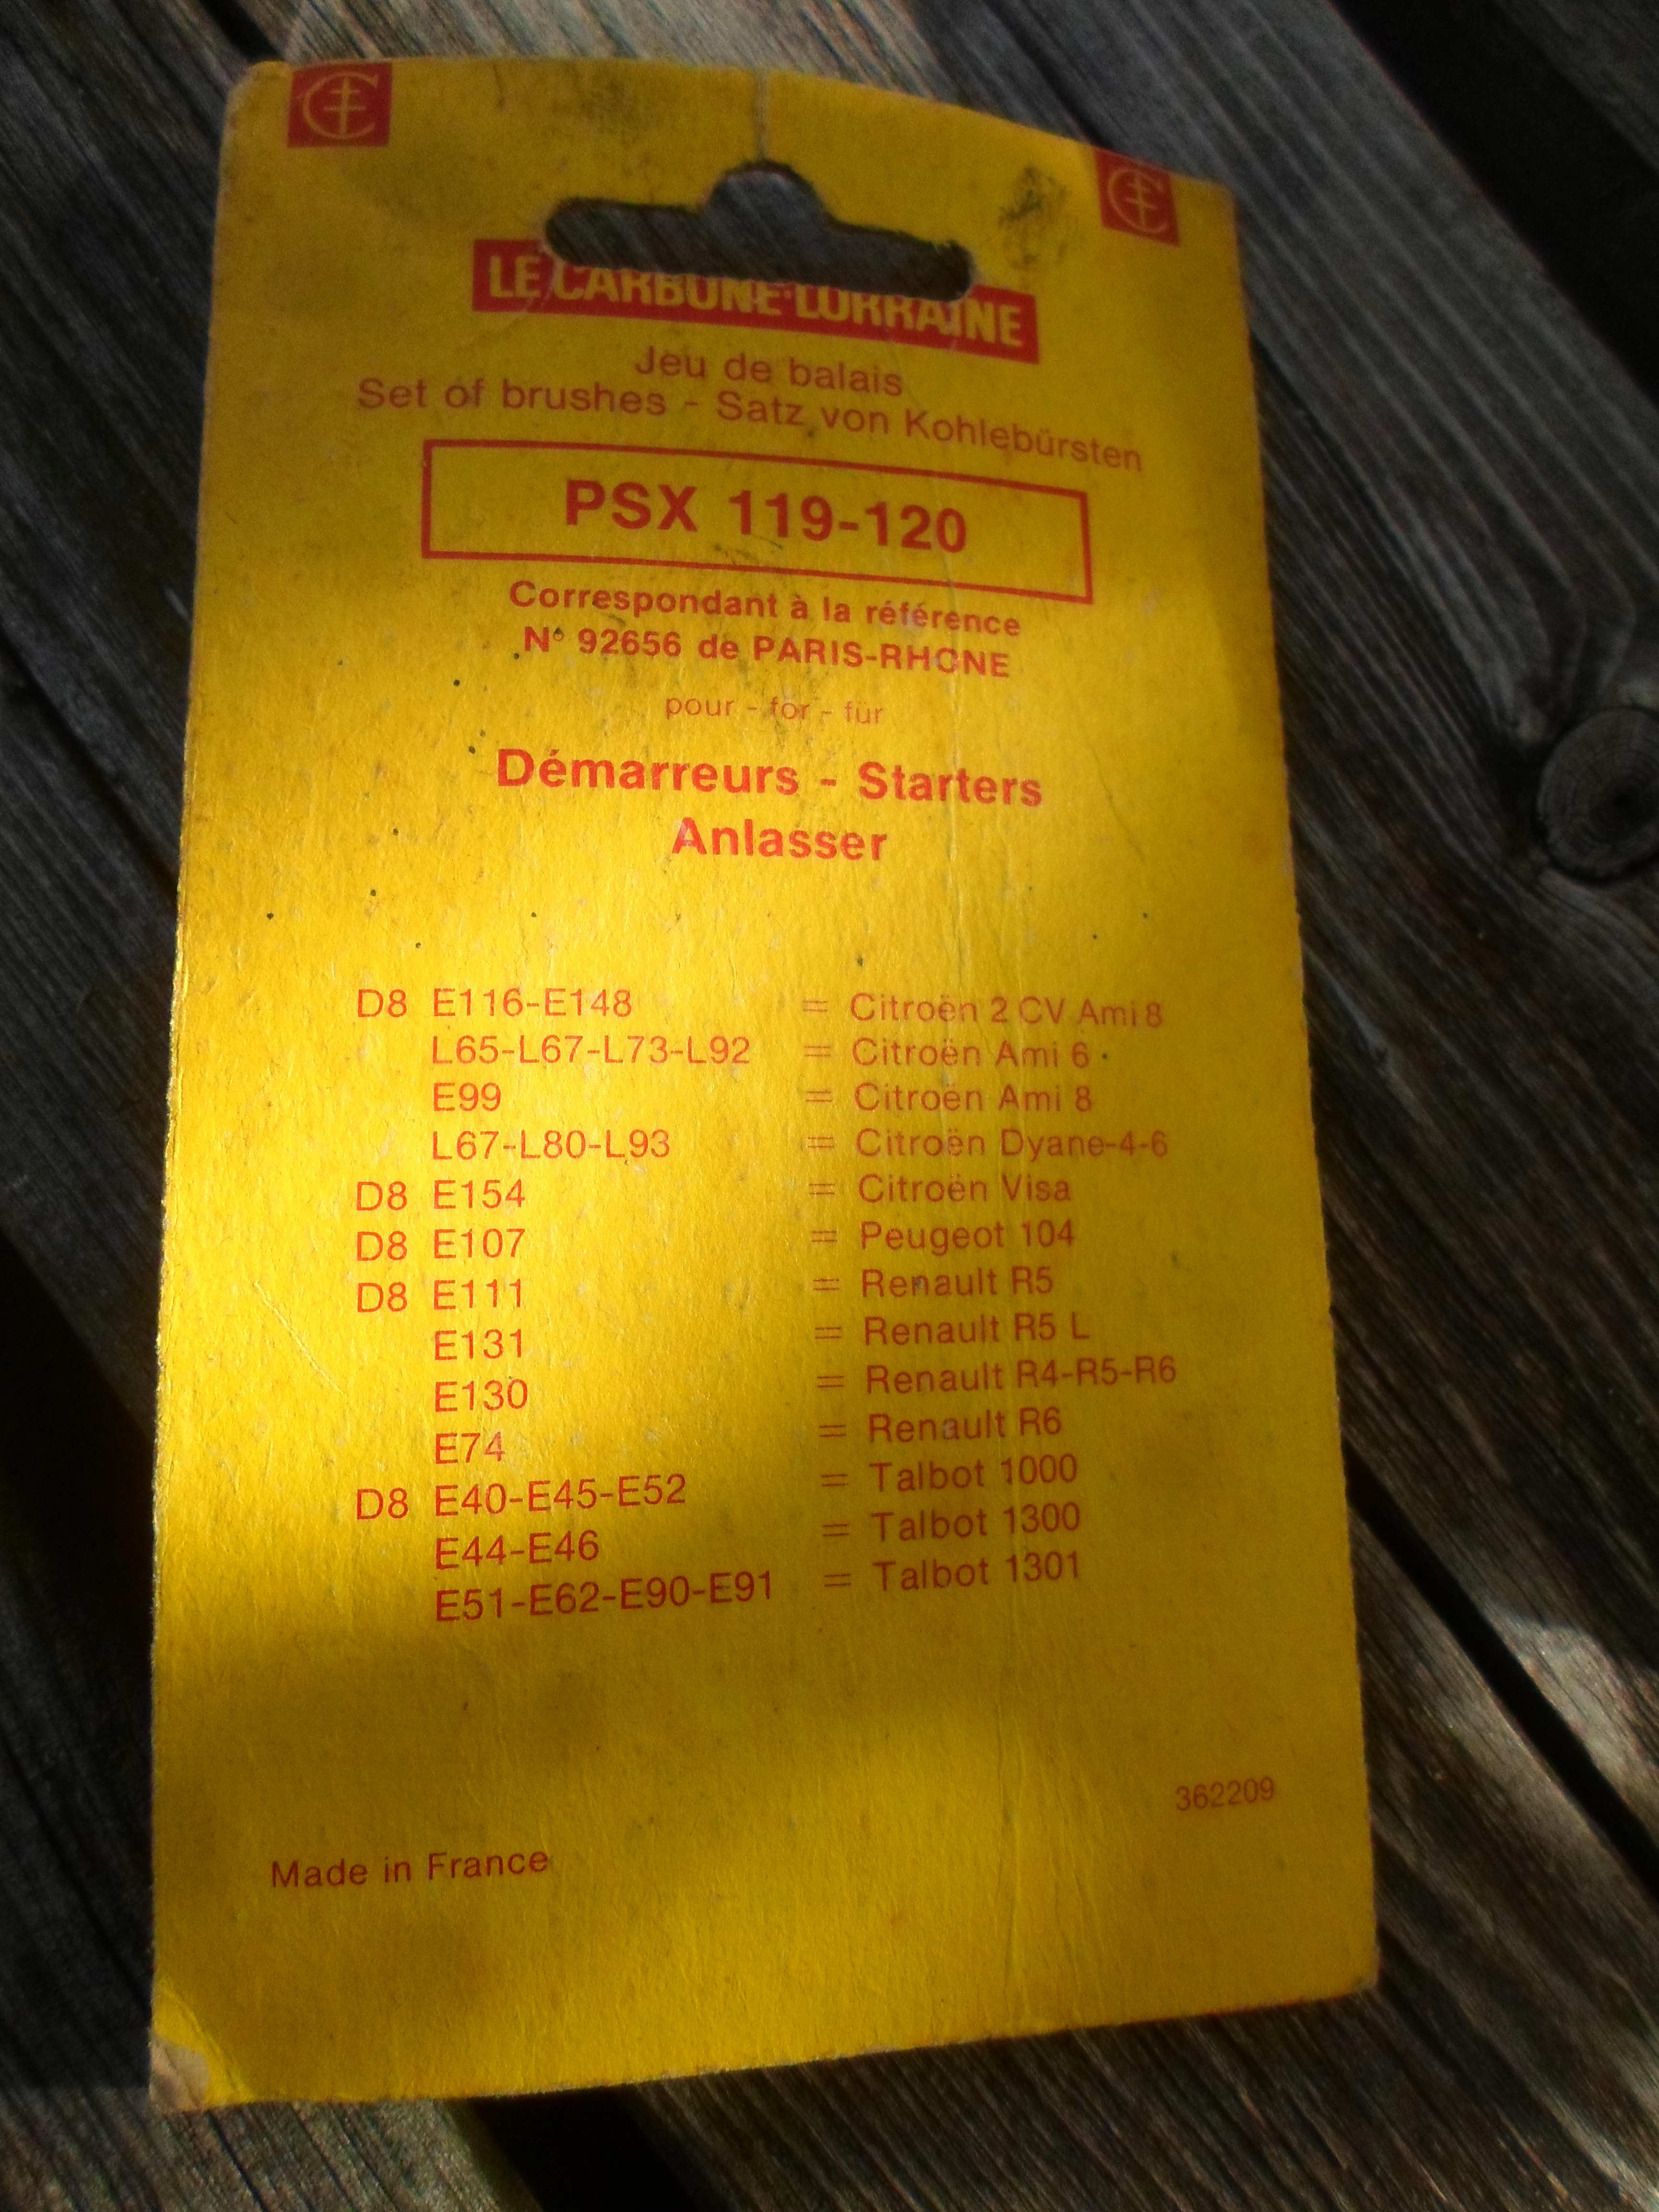 LE CARBONE-LORRAINE
Jeu de balais
Set of brushes - Satz von Kohlebürsten
PSX 119-120
Correspondant à la référence
N° 92656 de PARIS-RHONE
pour - for - für
Démarreurs - Starters
Anlasser
D8 E116-E148 = Citroën 2 CV Ami 8
L65-L67-L73-L92 = Citroën Ami 6
E99 = Citroën Ami 8
L67-L80-L93 = Citroën Dyane-4-6
D8 E154 = Citroën Visa
D8 E107 = Peugeot 104
D8 E111 = Renault R5
E131 = Renault R5 L
E130 = Renault R4-R5-R6
E74 = Renault R6
D8 E40-E45-E52 = Talbot 1000
E44-E46 = Talbot 1300
E51-E62-E90-E91 = Talbot 1301
362209
Made in France